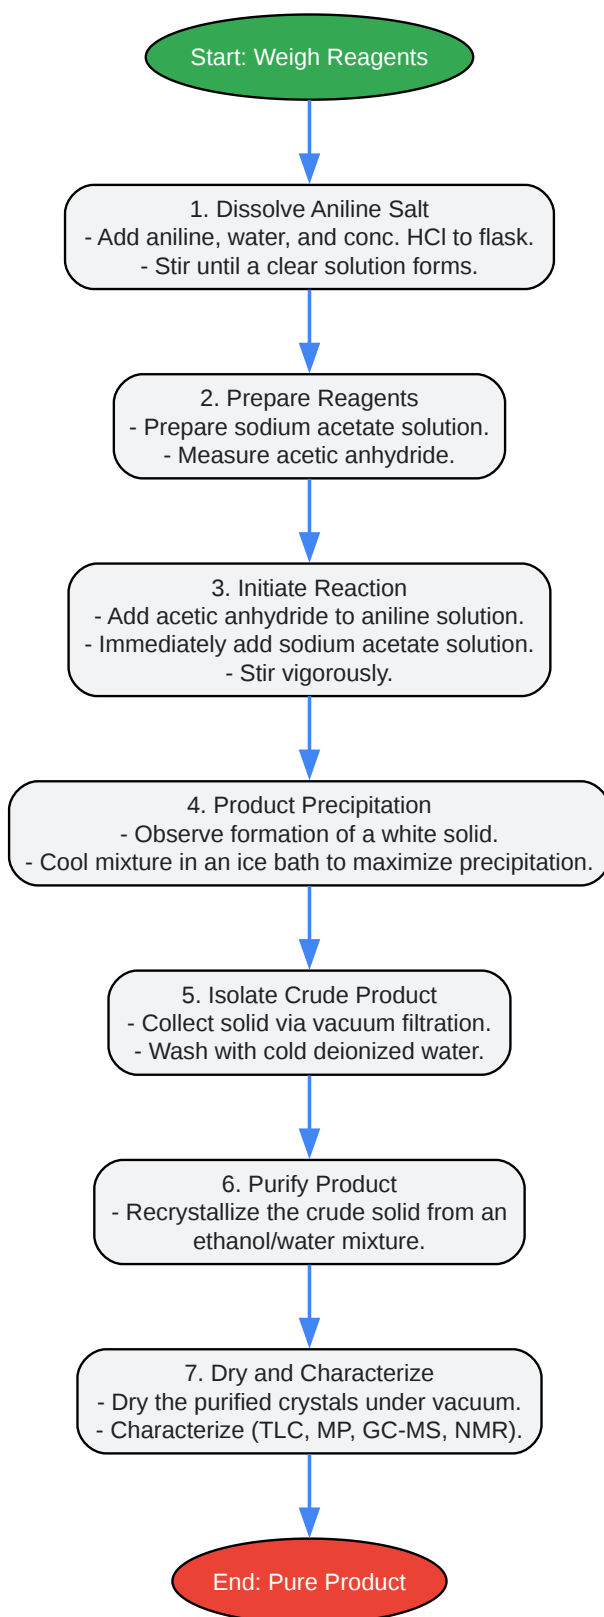 Start: Weigh Reagents
1. Dissolve Aniline Salt
- Add aniline, water, and conc. HCl to flask.
- Stir until a clear solution forms.
2. Prepare Reagents
- Prepare sodium acetate solution.
- Measure acetic anhydride.
3. Initiate Reaction
- Add acetic anhydride to aniline solution.
- Immediately add sodium acetate solution.
- Stir vigorously.
4. Product Precipitation
- Observe formation of a white solid.
- Cool mixture in an ice bath to maximize precipitation.
5. Isolate Crude Product
- Collect solid via vacuum filtration.
- Wash with cold deionized water.
6. Purify Product
- Recrystallize the crude solid from an
ethanol/water mixture.
7. Dry and Characterize
- Dry the purified crystals under vacuum.
- Characterize (TLC, MP, GC-MS, NMR).
End: Pure Product